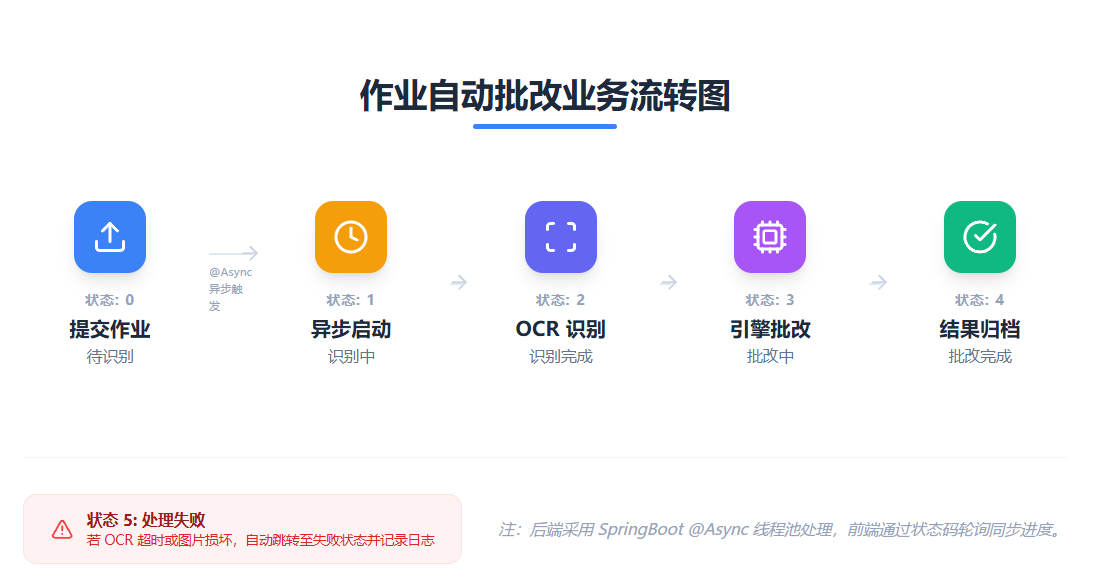 作业自动批改业务流转图
状态: 0
提交作业
待识别
@Async
异步触
发
状态: 1
异步启动
识别中
状态: 2
OCR 识别
识别完成
状态: 3
引擎批改
批改中
状态: 4
结果归档
批改完成
状态 5: 处理失败
若 OCR 超时或图片损坏，自动跳转至失败状态并记录日志
注：后端采用 SpringBoot @Async 线程池处理，前端通过状态码轮询同步进度。